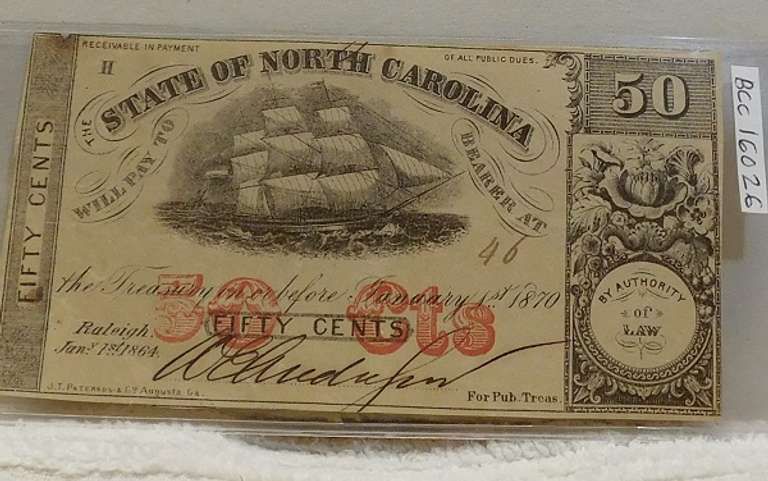 RECEIVABLE IN PAYMENT
OF ALL PUBLIC DUES.
H
THE STATE OF NORTH CAROLINA
WILL PAY TO
BEARER AT
46
the Treasury on or before January 1st. 1870
50 Cts
FIFTY CENTS
Raleigh.
Jany. 1st. 1864.
For Pub. Treas.
J.T. PATERSON & Co Augusta, Ga.
FIFTY CENTS
50
BY AUTHORITY
of
LAW
BCC 16026